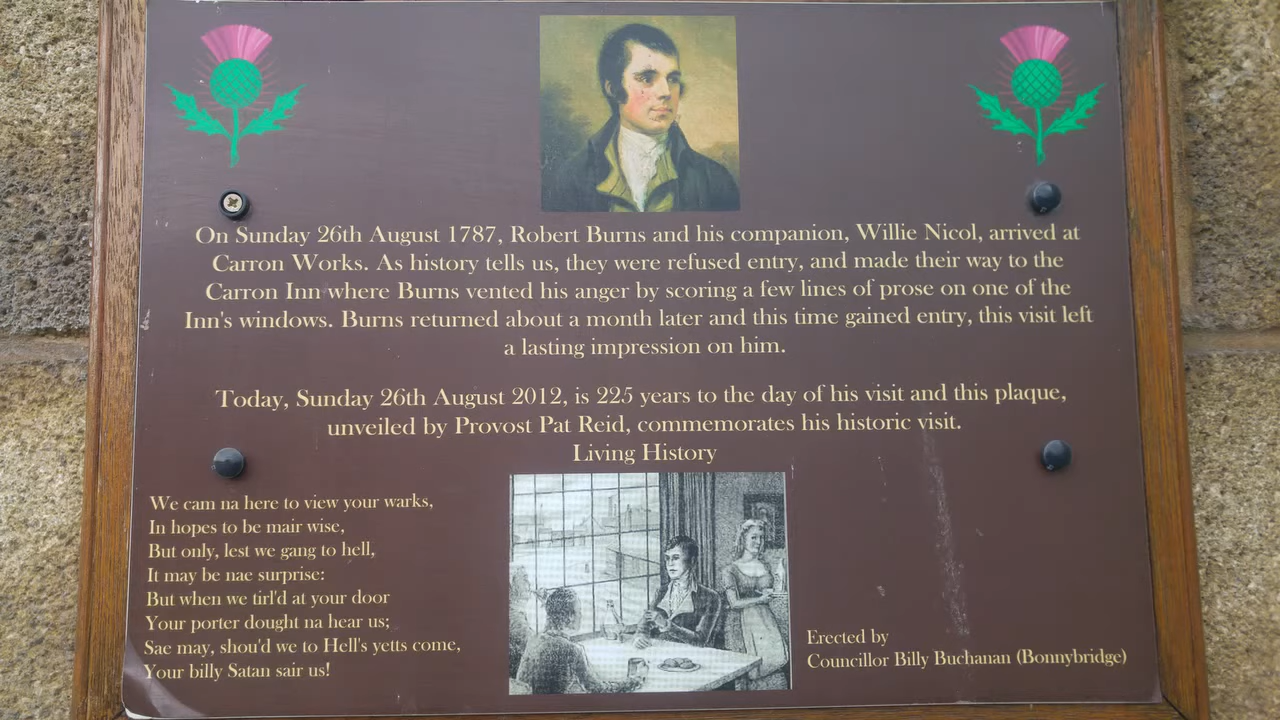 On Sunday 26th August 1787, Robert Burns and his companion, Willie Nicol, arrived at
Carron Works. As history tells us, they were refused entry, and made their way to the
Carron Inn where Burns vented his anger by scoring a few lines of prose on one of the
Inn's windows. Burns returned about a month later and this time gained entry, this visit left
a lasting impression on him.
Today, Sunday 26th August 2012, is 225 years to the day of his visit and this plaque,
unveiled by Provost Pat Reid, commemorates his historic visit.
Living History
We cam na here to view your warks,
In hopes to be mair wise,
But only, lest we gang to hell,
It may be nae surprise:
But when we tirl'd at your door
Your porter dought na hear us;
Sae may, shou'd we to Hell's yetts come,
Your billy Satan sair us!
Erected by
Councillor Billy Buchanan (Bonnybridge)